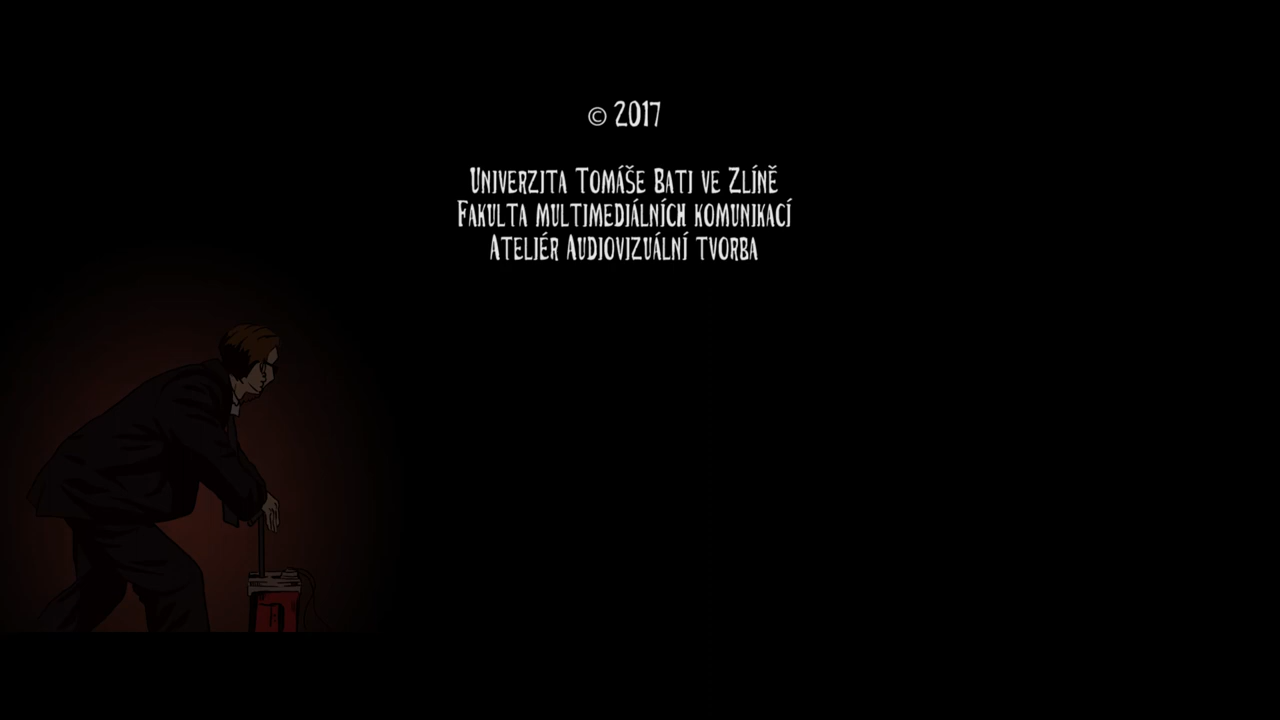 © 2017
Univerzita Tomáše Bati ve Zlíně
Fakulta multimediálních komunikací
Ateliér Audiovizuální tvorba